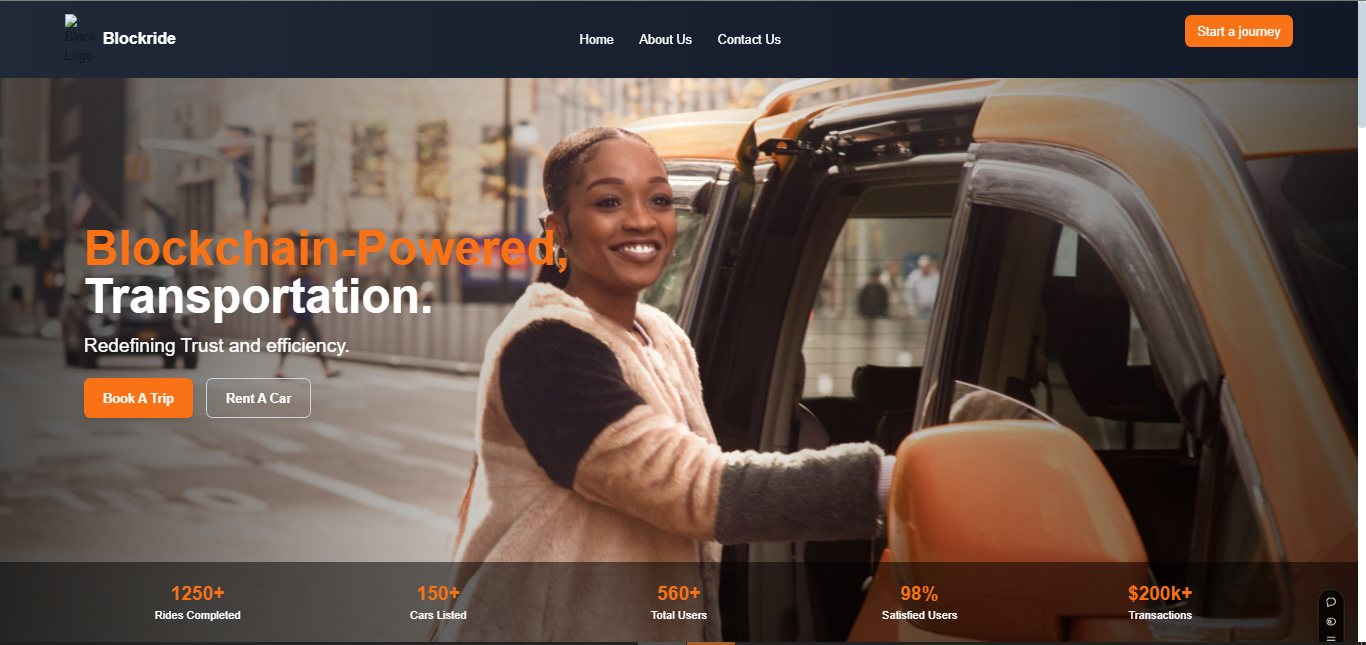 Block
Logo
Blockride
Home
About Us
Contact Us
Start a journey
Blockchain-Powered,
Transportation.
Redefining Trust and efficiency.
Book A Trip
Rent A Car
1250+
Rides Completed
150+
Cars Listed
560+
Total Users
98%
Satisfied Users
$200k+
Transactions